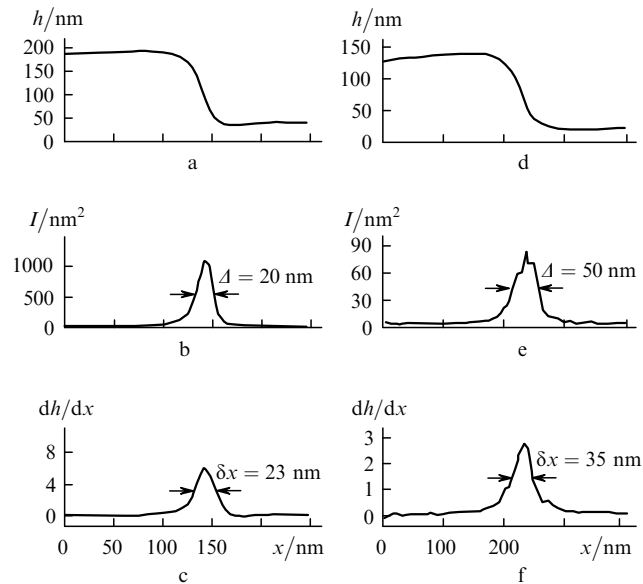 h/nm
200
150
100
50
0
a
h/nm
150
100
50
0
d
I/nm²
1000
500
0
Δ = 20 nm
b
I/nm²
90
60
30
0
Δ = 50 nm
e
dh/dx
8
4
0
δx = 23 nm
0 50 100 150 x/nm
c
dh/dx
3
2
1
0
δx = 35 nm
0 100 200 x/nm
f